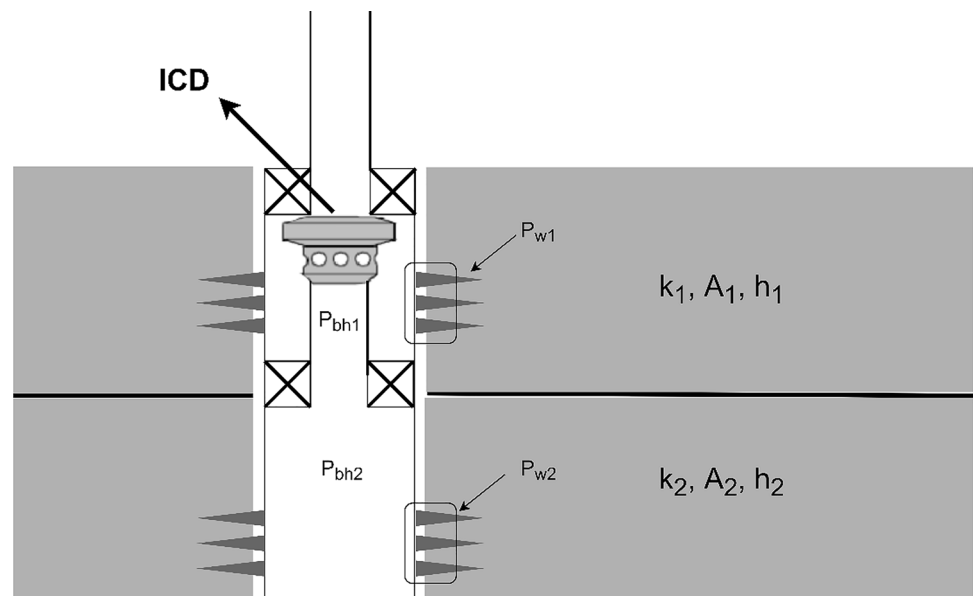 ICD
Pw1
k1, A1, h1
Pbh1
Pbh2
Pw2
k2, A2, h2